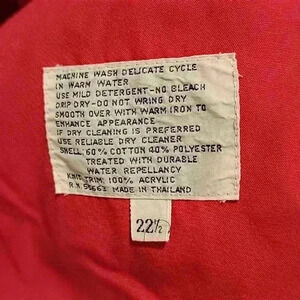 MACHINE WASH DELICATE CYCLE
IN WARM WATER
USE MILD DETERGENT-NO BLEACH
DRIP DRY-DO NOT WRING DRY
SMOOTH OVER WITH WARM IRON TO
ENHANCE APPEARANCE
IF DRY CLEANING IS PREFERRED
USE RELIABLE DRY CLEANER
SHELL: 60% COTTON 40% POLYESTER
TREATED WITH DURABLE
WATER REPELLANCY
KNIT TRIM: 100% ACRYLIC
R.N. MADE IN THAILAND
22½